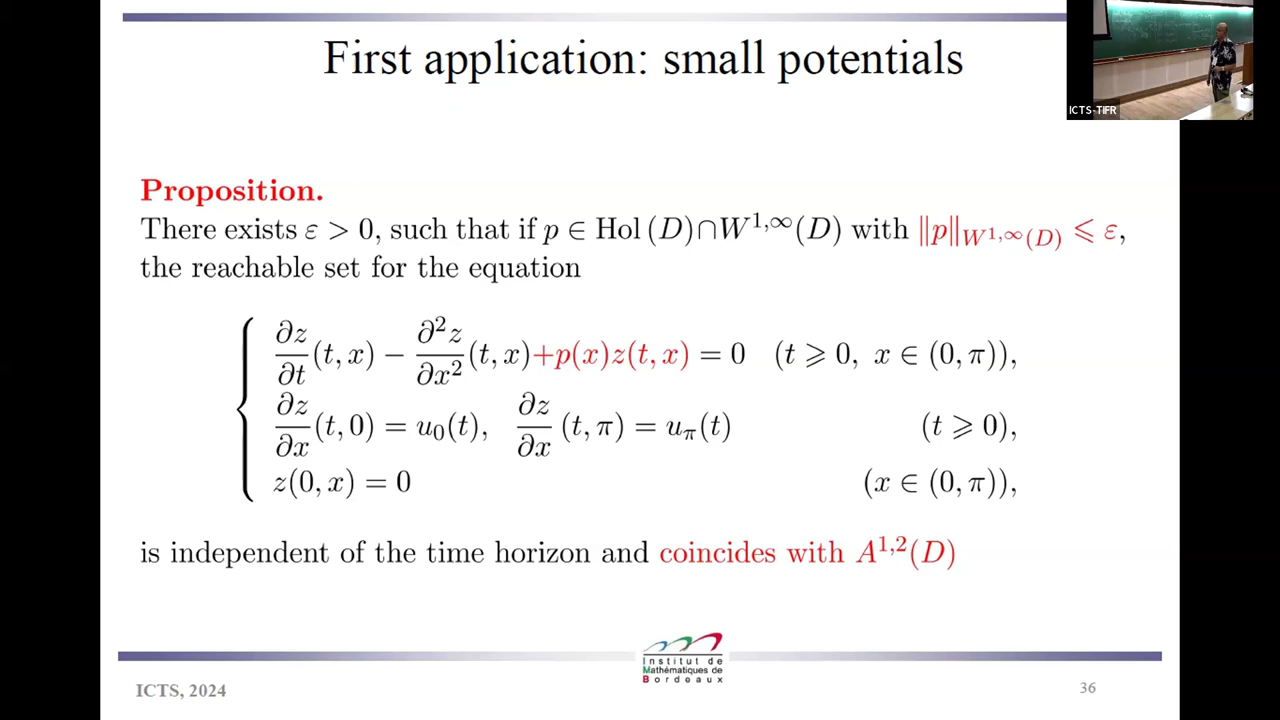 First application: small potentials
ICTS-TIFR
Proposition.
There exists ε > 0, such that if p ∈ Hol (D)∩W^{1,∞}(D) with ‖p‖_{W^{1,∞}(D)} ⩽ ε,
the reachable set for the equation
∂z/∂t (t, x) − ∂²z/∂x² (t, x)+p(x)z(t, x) = 0 (t ⩾ 0, x ∈ (0, π)),
∂z/∂x (t, 0) = u₀(t), ∂z/∂x (t, π) = u_π(t) (t ⩾ 0),
z(0, x) = 0 (x ∈ (0, π)),
is independent of the time horizon and coincides with A^{1,2}(D)
Institut de
Mathématiques de
Bordeaux
ICTS, 2024
36